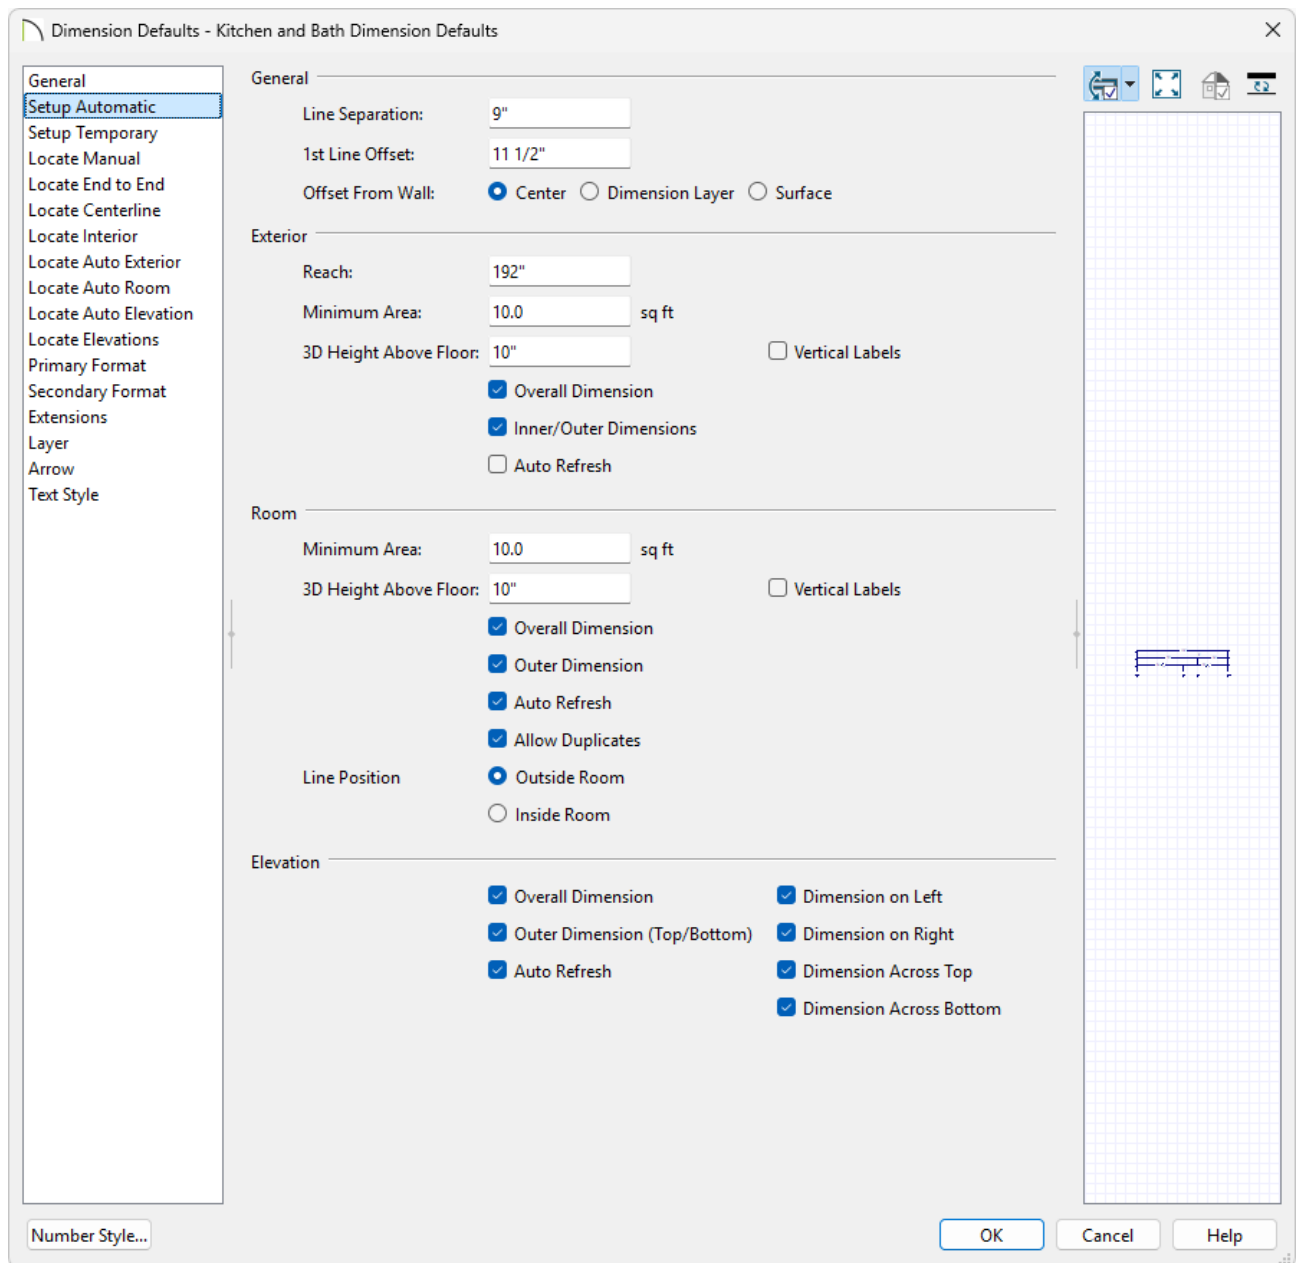 Dimension Defaults - Kitchen and Bath Dimension Defaults
General
Setup Automatic
Setup Temporary
Locate Manual
Locate End to End
Locate Centerline
Locate Interior
Locate Auto Exterior
Locate Auto Room
Locate Auto Elevation
Locate Elevations
Primary Format
Secondary Format
Extensions
Layer
Arrow
Text Style
General
Line Separation: 9"
1st Line Offset: 11 1/2"
Offset From Wall: Center Dimension Layer Surface
Exterior
Reach: 192"
Minimum Area: 10.0 sq ft
3D Height Above Floor: 10" Vertical Labels
Overall Dimension
Inner/Outer Dimensions
Auto Refresh
Room
Minimum Area: 10.0 sq ft
3D Height Above Floor: 10" Vertical Labels
Overall Dimension
Outer Dimension
Auto Refresh
Allow Duplicates
Line Position Outside Room
Inside Room
Elevation
Overall Dimension Dimension on Left
Outer Dimension (Top/Bottom) Dimension on Right
Auto Refresh Dimension Across Top
Dimension Across Bottom
Number Style... OK Cancel Help